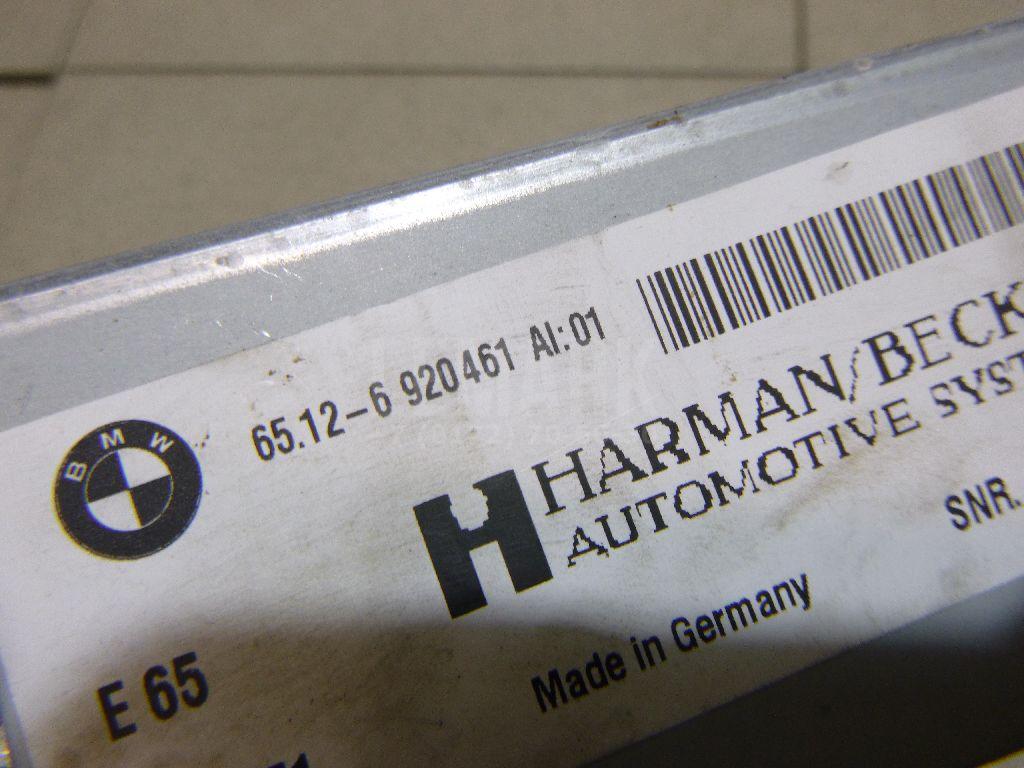 65.12-6 920461 AI:01
BMW
HARMAN/BECK
AUTOMOTIVE SYST
SNR.
Made in Germany
E 65